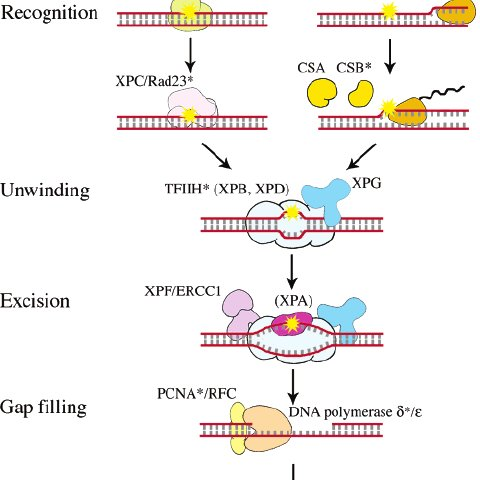 Recognition
CSA CSB*
XPC/Rad23*
Unwinding
TFIIH* (XPB, XPD)
XPG
Excision
XPF/ERCC1
(XPA)
PCNA*/RFC
Gap filling
DNA polymerase δ*/ε